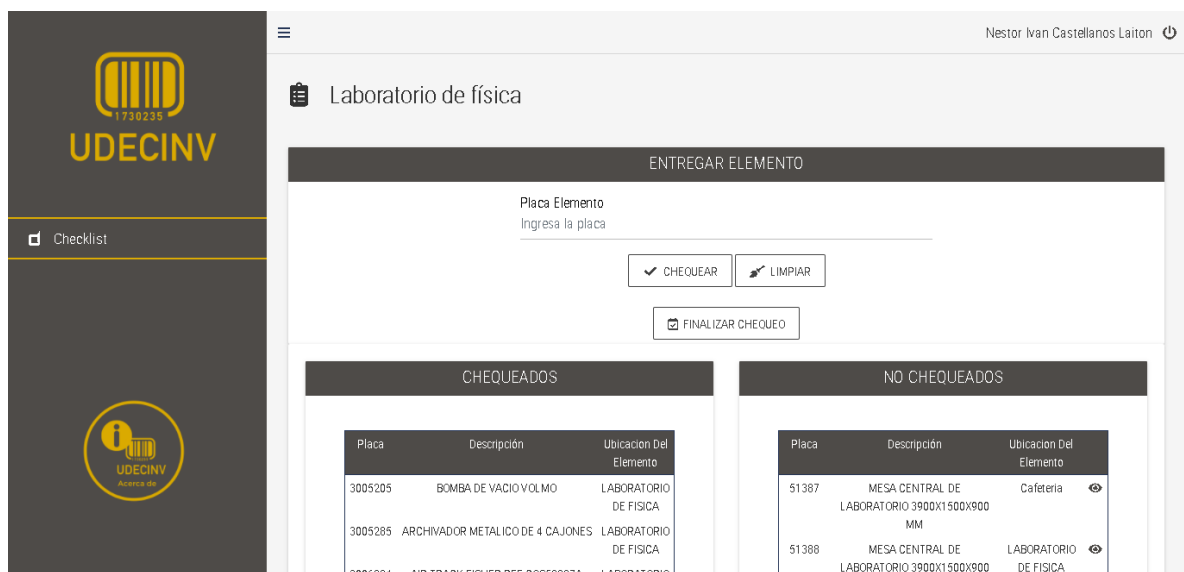 Nestor Ivan Castellanos Laiton
1730235
UDECINV
Checklist
UDECINV
Acerca de
Laboratorio de física
ENTREGAR ELEMENTO
Placa Elemento
Ingresa la placa
CHEQUEAR
LIMPIAR
FINALIZAR CHEQUEO
CHEQUEADOS
Placa Descripción Ubicacion Del
Elemento
3005205 BOMBA DE VACIO VOLMO LABORATORIO
DE FISICA
3005285 ARCHIVADOR METALICO DE 4 CAJONES LABORATORIO
DE FISICA
NO CHEQUEADOS
Placa Descripción Ubicacion Del
Elemento
51387 MESA CENTRAL DE Cafeteria
LABORATORIO 3900X1500X900
MM
51388 MESA CENTRAL DE LABORATORIO
LABORATORIO 3900X1500X900 DE FISICA